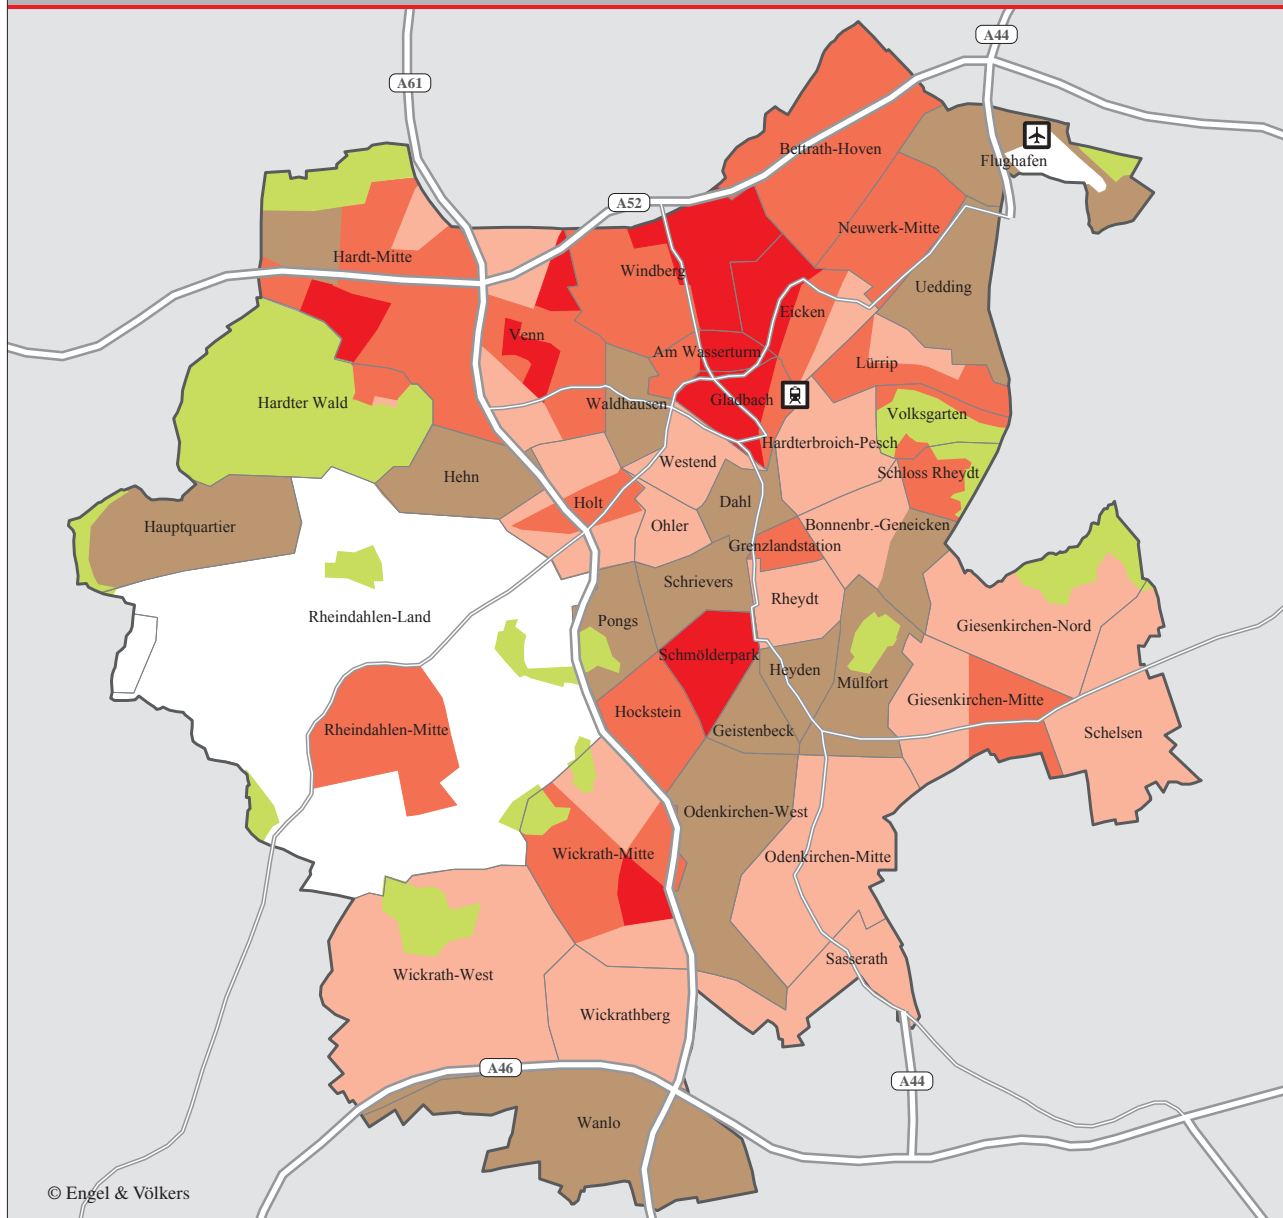 A44
A61
Bettrath-Hoven
Flughafen
A52
Neuwerk-Mitte
Hardt-Mitte
Windberg
Uedding
Eicken
Venn
Am Wasserturm
Lürrip
Hardter Wald
Waldhausen
Gladbach
Volksgarten
Hardterbroich-Pesch
Westend
Schloss Rheydt
Hehn
Holt
Dahl
Hauptquartier
Ohler
Bonnenbr.-Geneicken
Grenzlandstation
Schrievers
Rheydt
Rheindahlen-Land
Pongs
Giesenkirchen-Nord
Schmölderpark
Heyden
Mülfort
Giesenkirchen-Mitte
Hockstein
Rheindahlen-Mitte
Geistenbeck
Schelsen
Odenkirchen-West
Wickrath-Mitte
Odenkirchen-Mitte
Sasserath
Wickrath-West
Wickrathberg
A46
A44
Wanlo
© Engel & Völkers